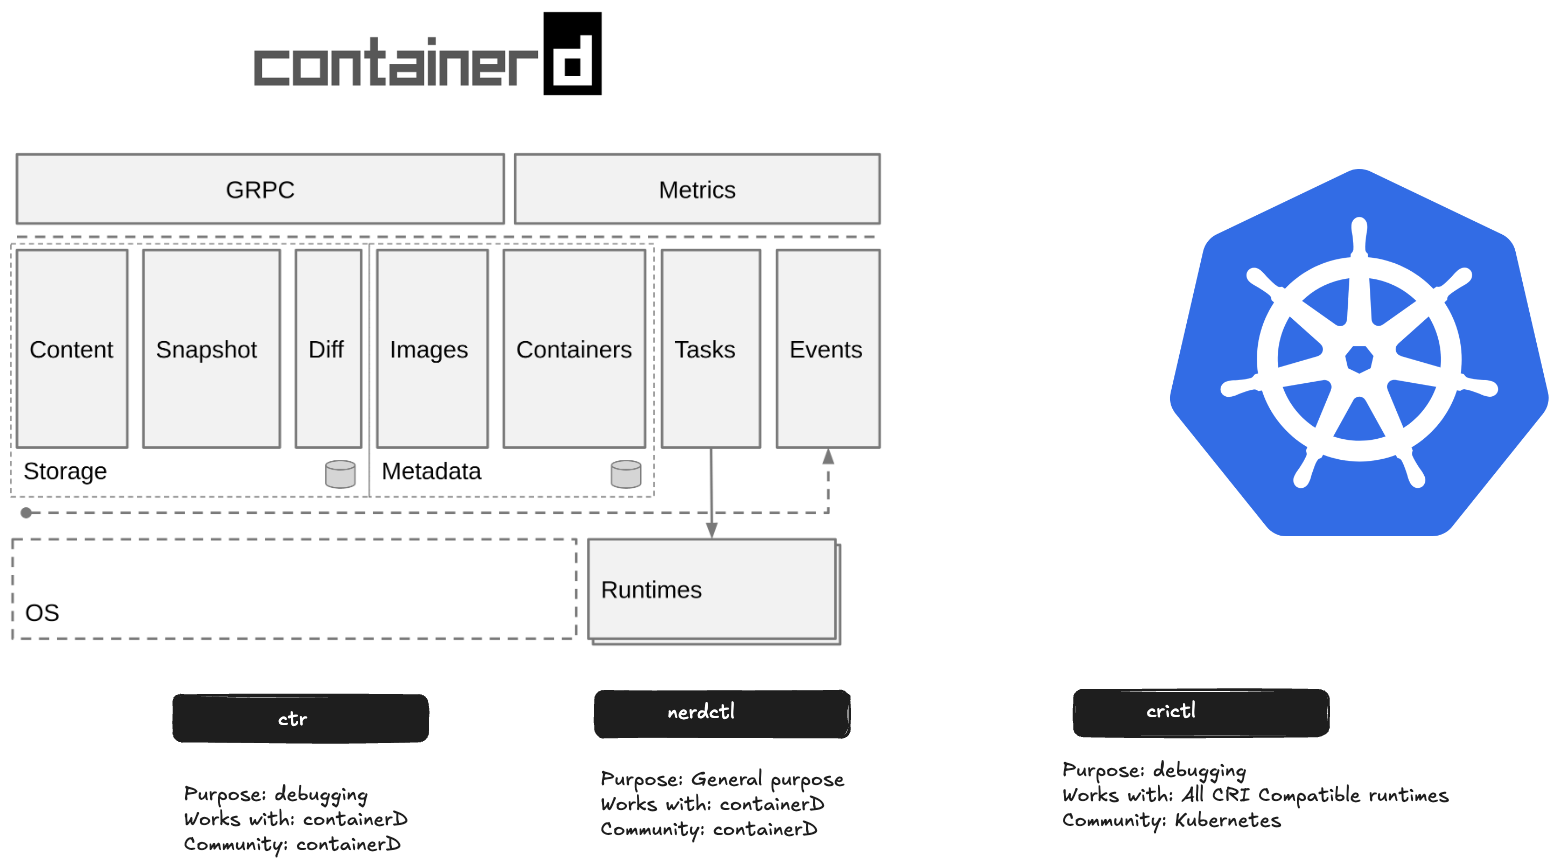 containerd
GRPC
Metrics
Content
Snapshot
Diff
Images
Containers
Tasks
Events
Storage
Metadata
OS
Runtimes
ctr
Purpose: debugging
Works with: containerD
Community: containerD
nerdctl
Purpose: General purpose
Works with: containerD
Community: containerD
crictl
Purpose: debugging
Works with: All CRI Compatible runtimes
Community: Kubernetes